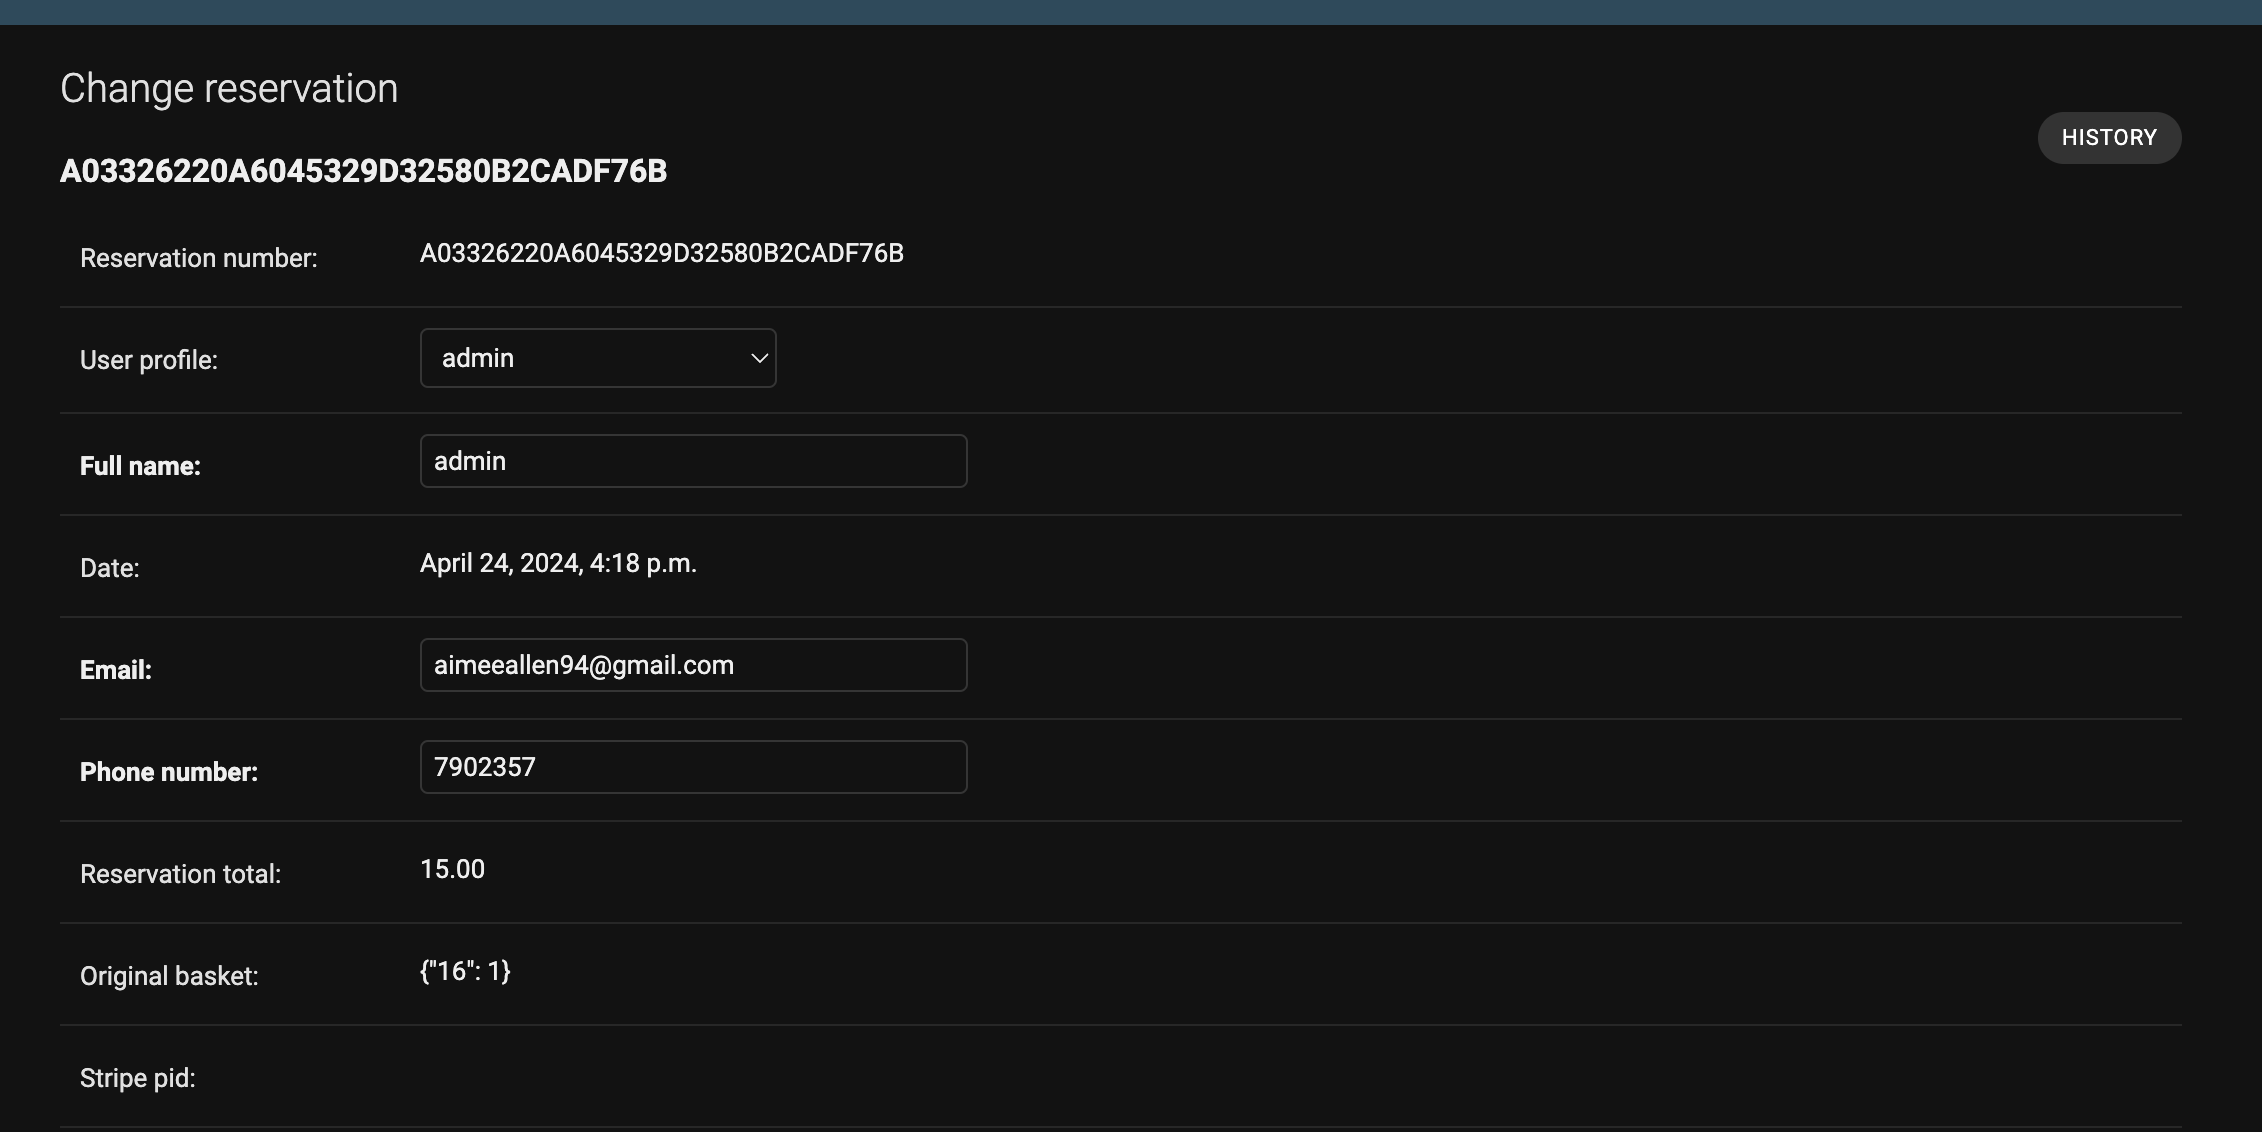 Change reservation
HISTORY
A03326220A6045329D32580B2CADF76B
Reservation number: A03326220A6045329D32580B2CADF76B
User profile: admin
Full name: admin
Date: April 24, 2024, 4:18 p.m.
Email: aimeeallen94@gmail.com
Phone number: 7902357
Reservation total: 15.00
Original basket: {"16": 1}
Stripe pid: